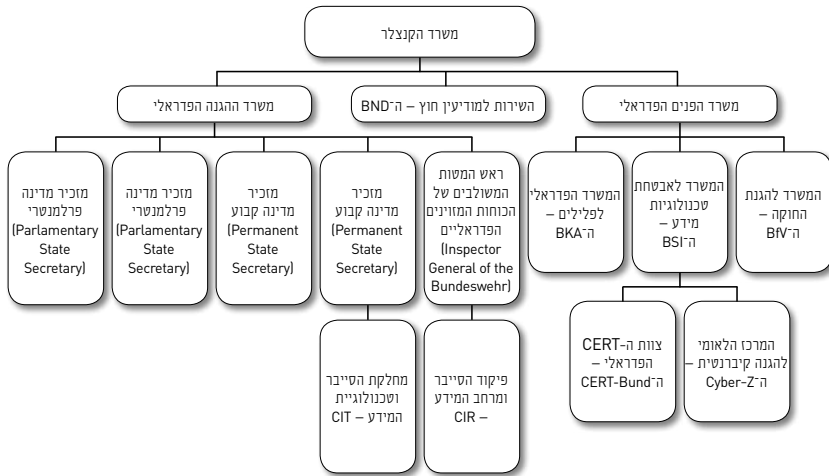 משרד הקנצלר
משרד הפנים הפדראלי
השירות למודיעין חוץ – ה־BND
משרד ההגנה הפדראלי
המשרד להגנת
החוקה –
ה־BfV
המשרד לאבטחת
טכנולוגיות
מידע –
ה־BSI
המשרד הפדראלי
לפלילים –
ה־BKA
ראש המטות
המשולבים של
הכוחות המזוינים
הפדראליים
(Inspector
General of the
Bundeswehr)
מזכיר
מדינה קבוע
(Permanent
State
Secretary)
מזכיר
מדינה קבוע
(Permanent
State
Secretary)
מזכיר מדינה
פרלמנטרי
(Parlamentary
State
Secretary)
מזכיר מדינה
פרלמנטרי
(Parlamentary
State
Secretary)
המרכז הלאומי
להגנה קיברנטית –
ה־Cyber-Z
צוות ה-CERT
הפדראלי –
ה־CERT-Bund
פיקוד הסייבר
ומרחב המידע
– CIR
מחלקת הסייבר
וטכנולוגיית
המידע – CIT